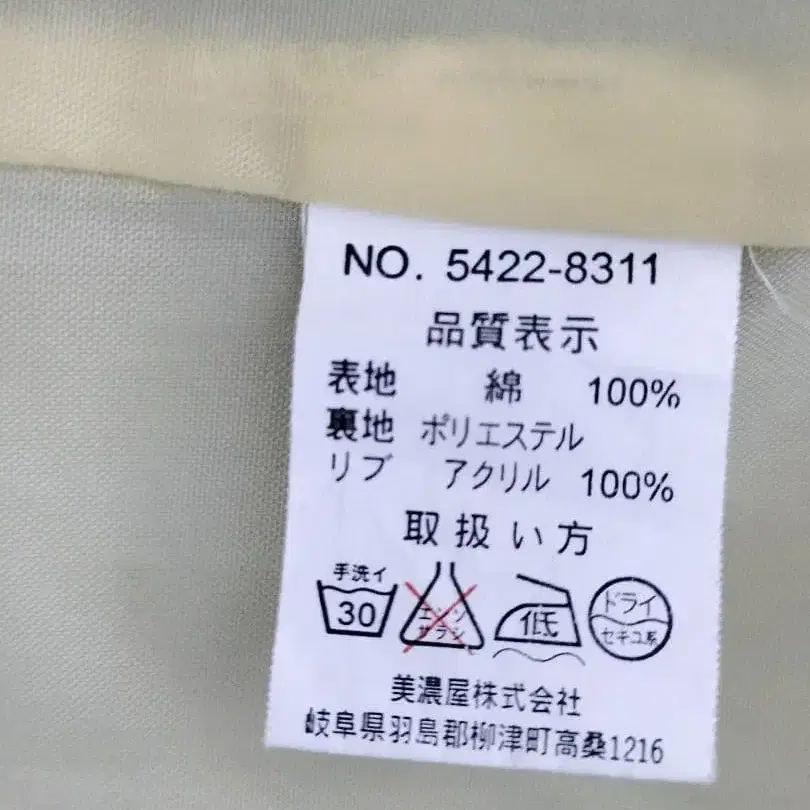 NO. 5422-8311
品質表示
表地 綿 100%
裏地 ポリエステル
リブ アクリル 100%
取扱い方
手洗イ
30
エンソ
サラシ
低
ドライ
セキユ系
美濃屋株式会社
岐阜県羽島郡柳津町高桑1216